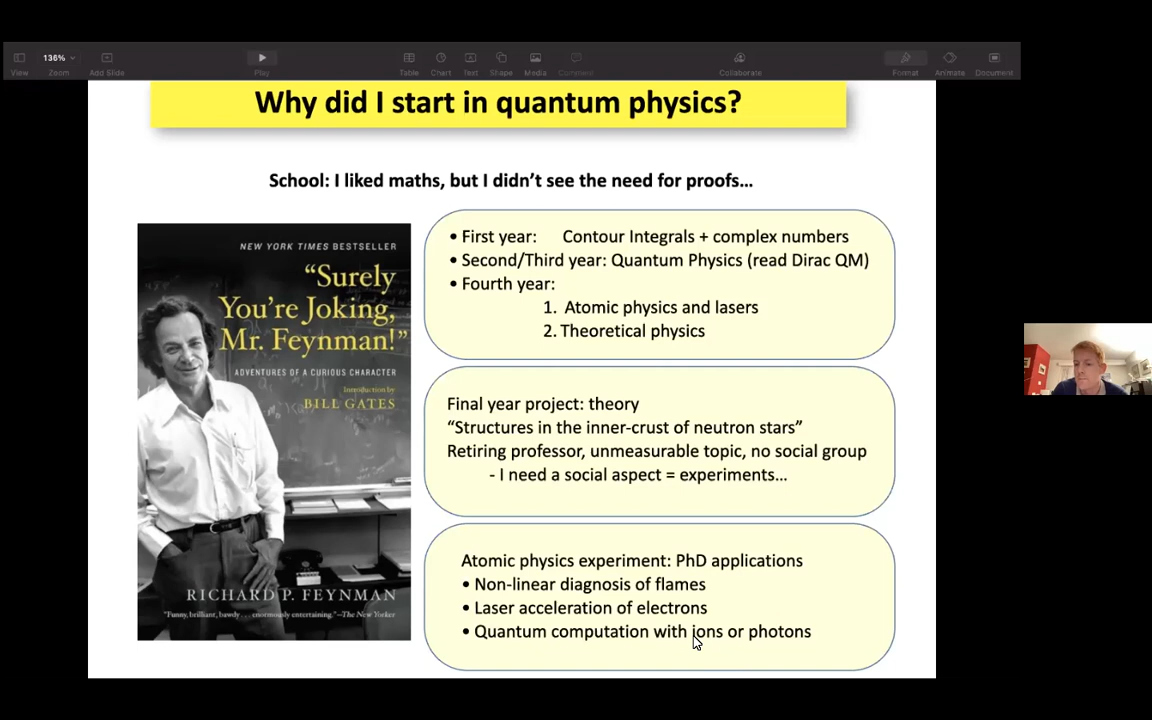 136%
View
Zoom
Add Slide
Play
Table
Chart
Text
Shape
Media
Comment
Collaborate
Format
Animate
Document
Why did I start in quantum physics?
School: I liked maths, but I didn’t see the need for proofs…
NEW YORK TIMES BESTSELLER
“Surely
You’re Joking,
Mr. Feynman!”
ADVENTURES OF A CURIOUS CHARACTER
Introduction by
BILL GATES
RICHARD P. FEYNMAN
“Funny, brilliant, bawdy . . . enormously entertaining.”—The New Yorker
• First year: Contour Integrals + complex numbers
• Second/Third year: Quantum Physics (read Dirac QM)
• Fourth year:
1. Atomic physics and lasers
2. Theoretical physics
Final year project: theory
“Structures in the inner-crust of neutron stars”
Retiring professor, unmeasurable topic, no social group
- I need a social aspect = experiments…
Atomic physics experiment: PhD applications
• Non-linear diagnosis of flames
• Laser acceleration of electrons
• Quantum computation with ions or photons